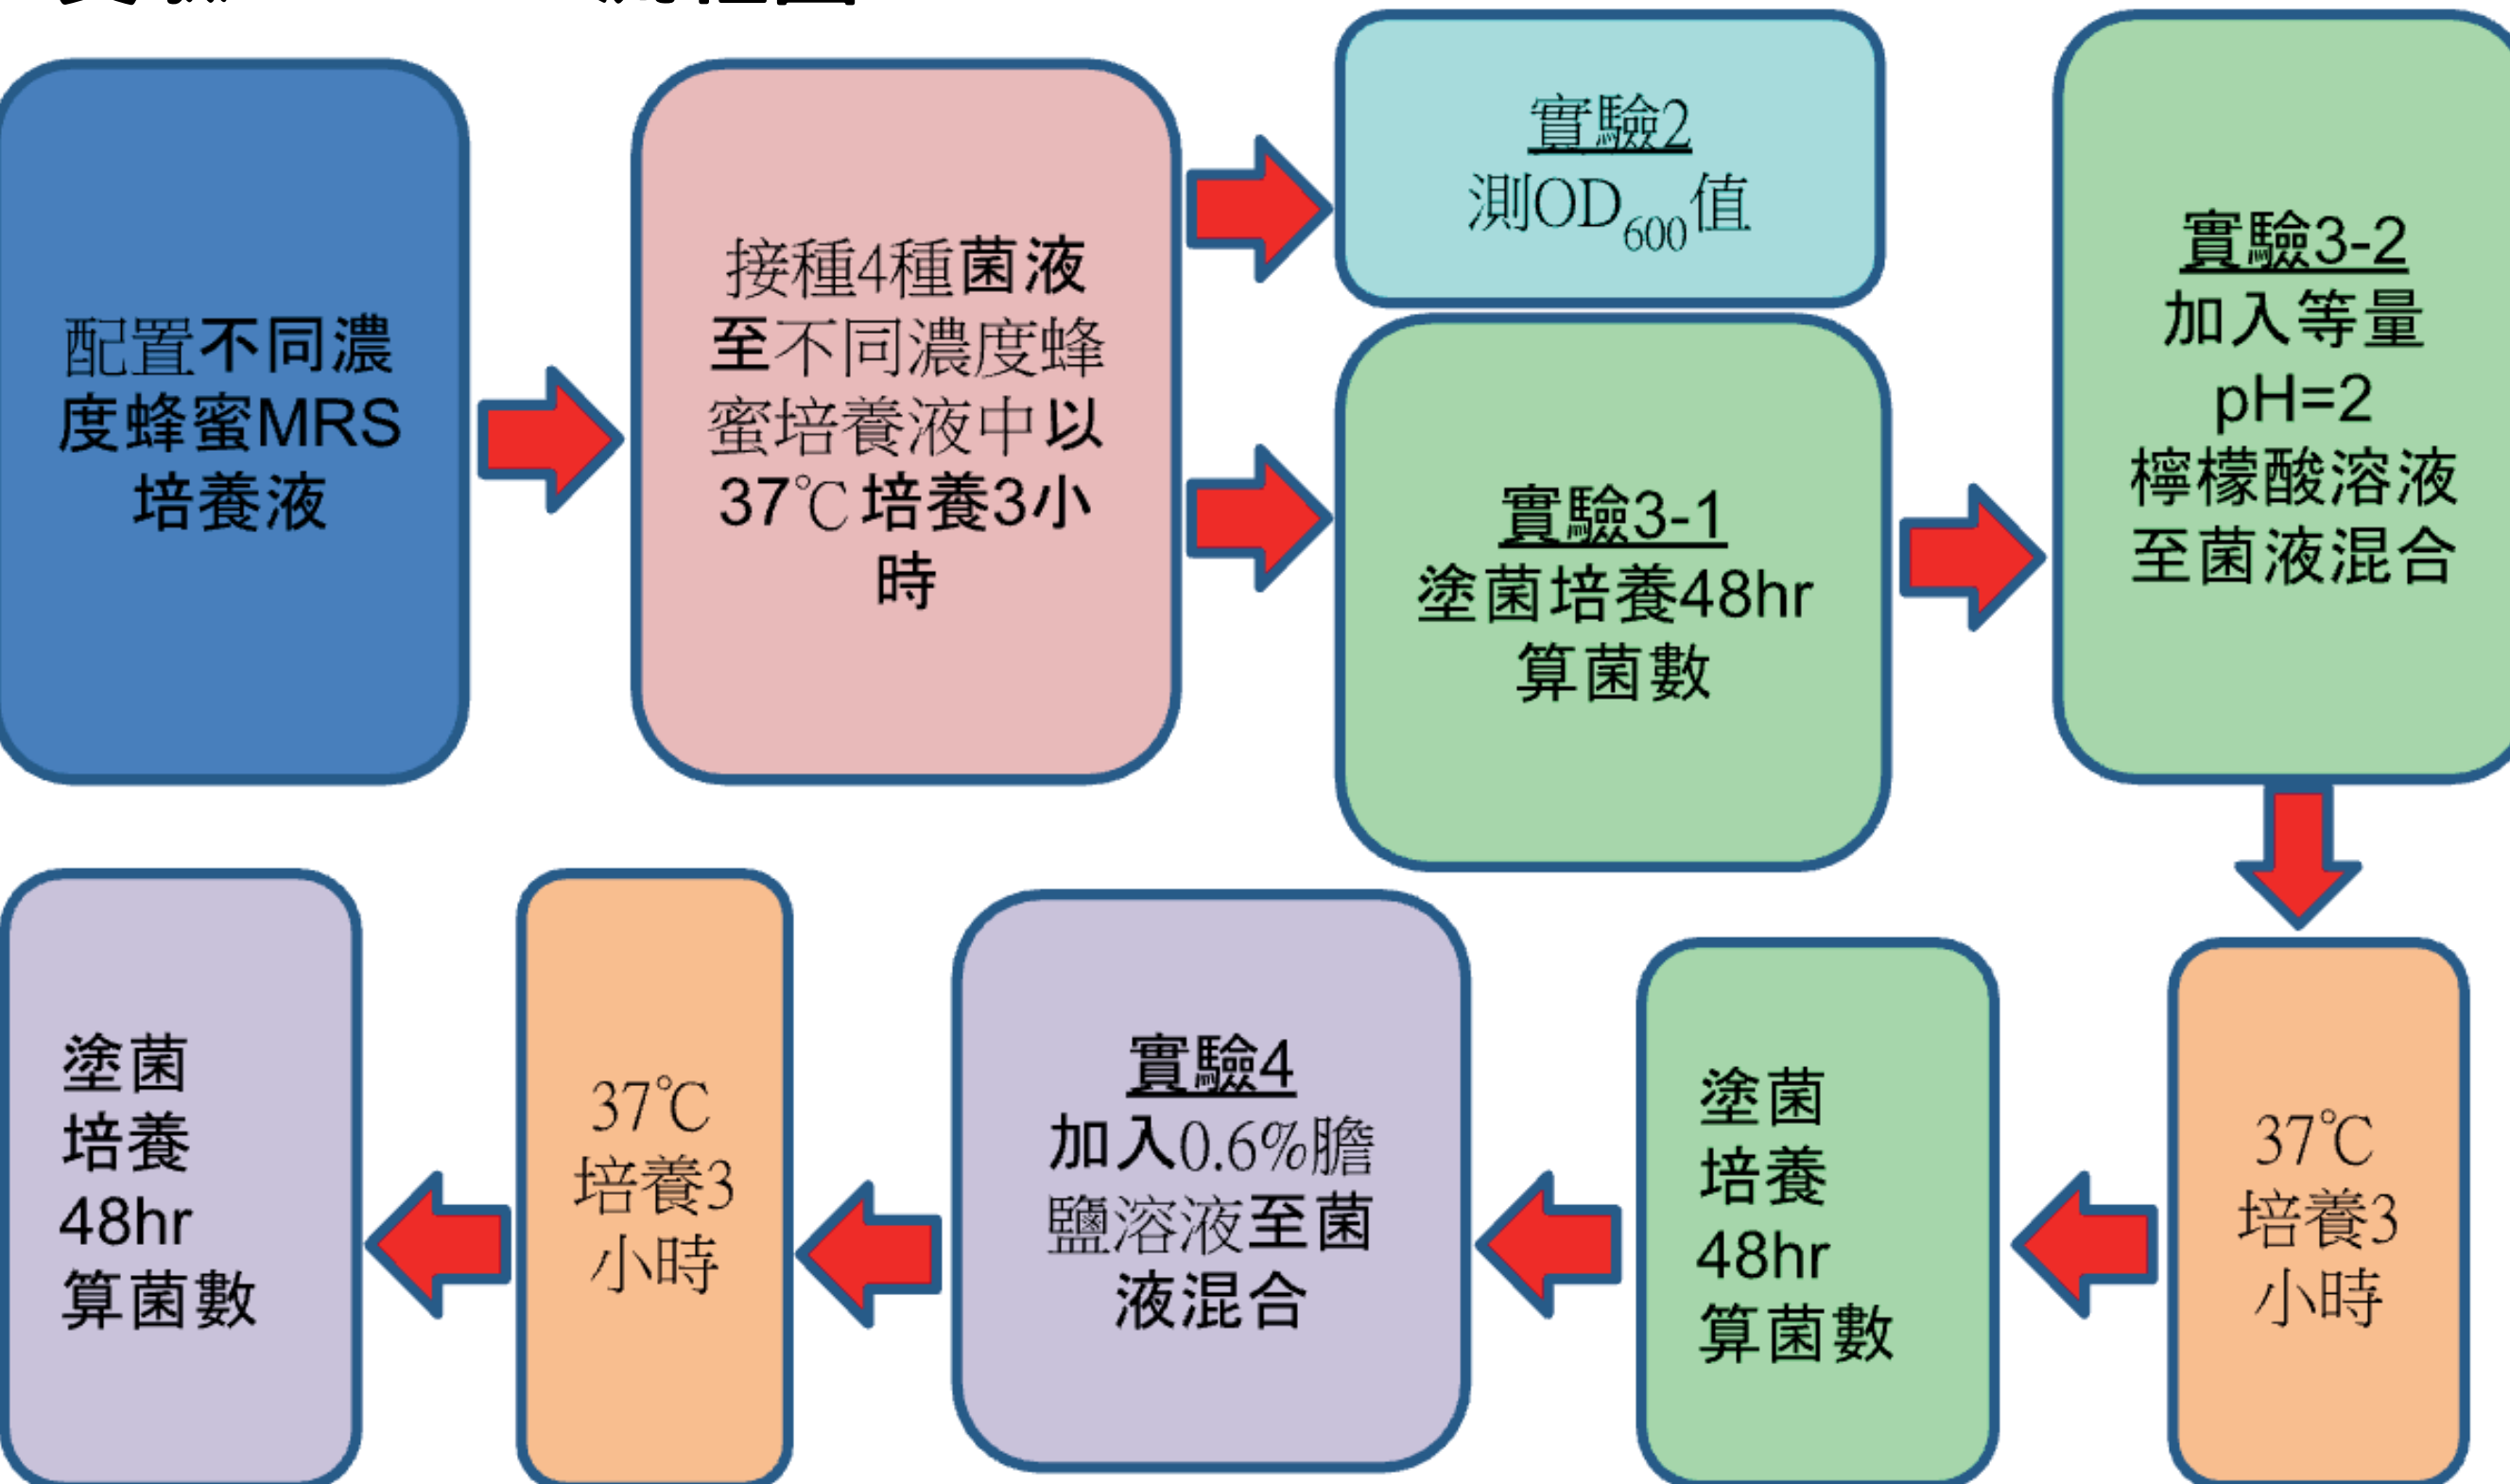 配置不同濃
度蜂蜜MRS
培養液
接種4種菌液
至不同濃度蜂
蜜培養液中以
37℃培養3小
時
實驗2
測OD600值
實驗3-1
塗菌培養48hr
算菌數
實驗3-2
加入等量
pH=2
檸檬酸溶液
至菌液混合
37℃
培養3
小時
塗菌
培養
48hr
算菌數
實驗4
加入0.6%膽
鹽溶液至菌
液混合
37℃
培養3
小時
塗菌
培養
48hr
算菌數